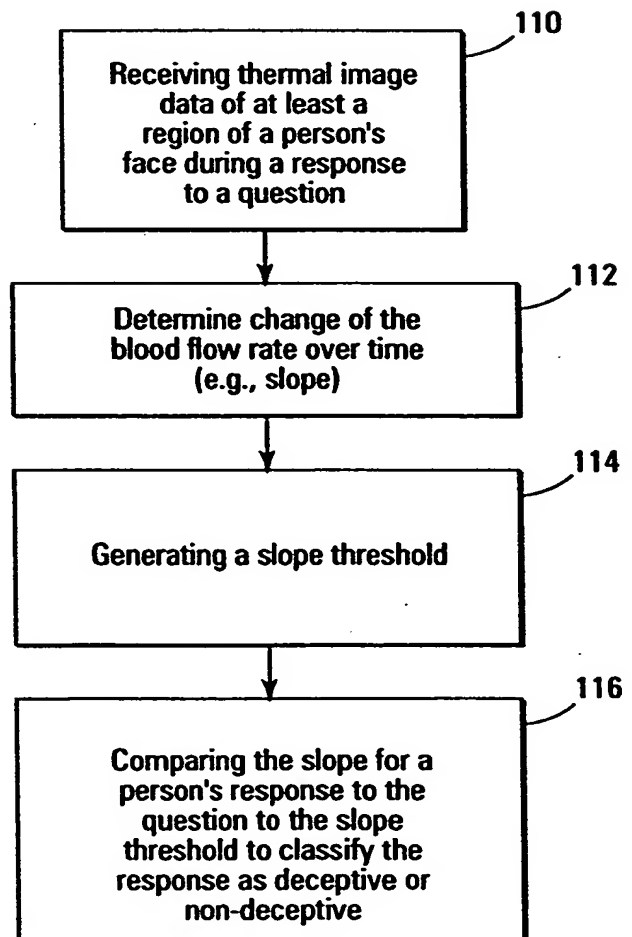 110
Receiving thermal image
data of at least a
region of a person's
face during a response
to a question
112
Determine change of the
blood flow rate over time
(e.g., slope)
114
Generating a slope threshold
116
Comparing the slope for a
person's response to the
question to the slope
threshold to classify the
response as deceptive or
non-deceptive